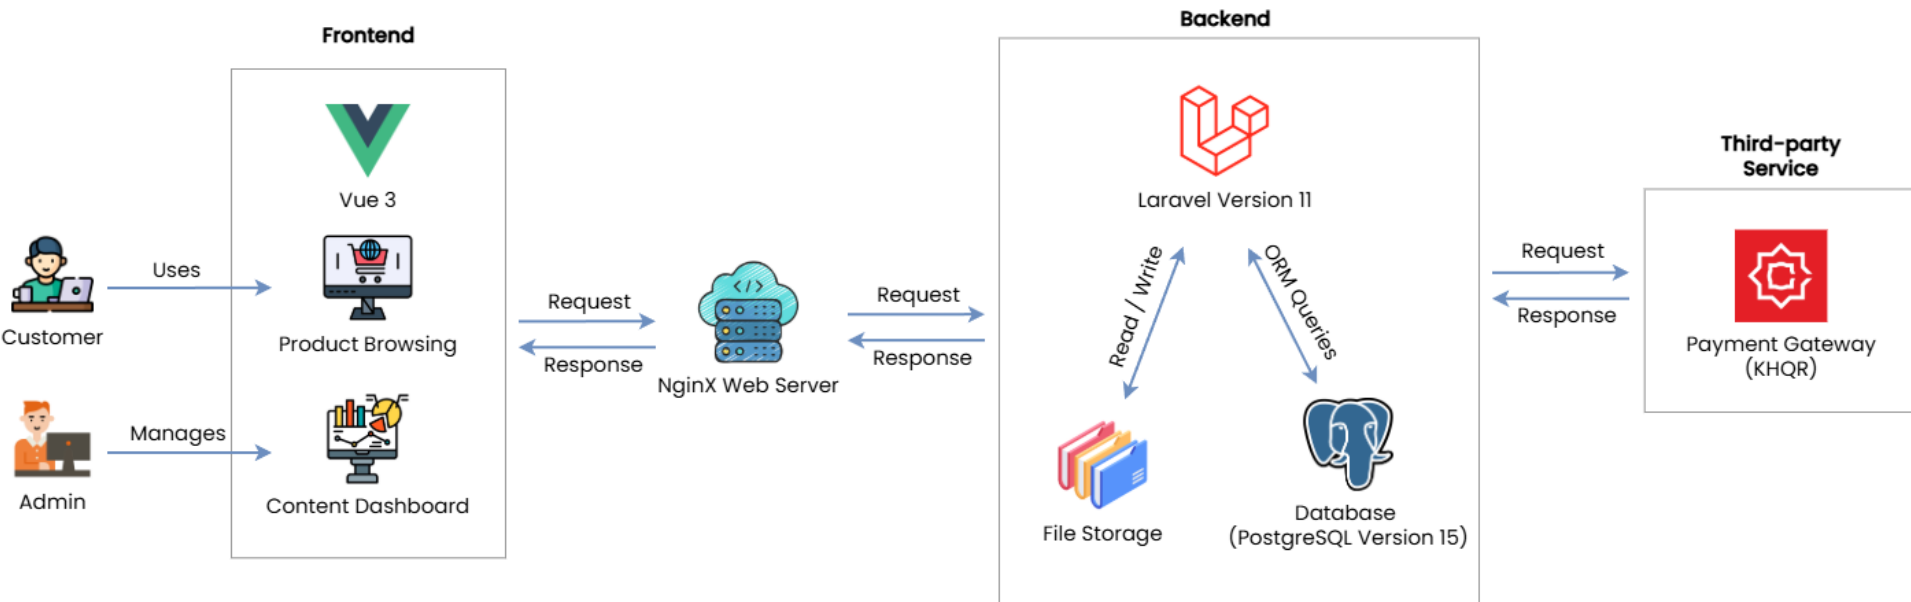 Frontend
Vue 3
Customer
Uses
Product Browsing
Admin
Manages
Content Dashboard
Request
Response
NginX Web Server
Request
Response
Backend
Laravel Version 11
Read / Write
ORM Queries
File Storage
Database
(PostgreSQL Version 15)
Request
Response
Third-party
Service
Payment Gateway
(KHQR)